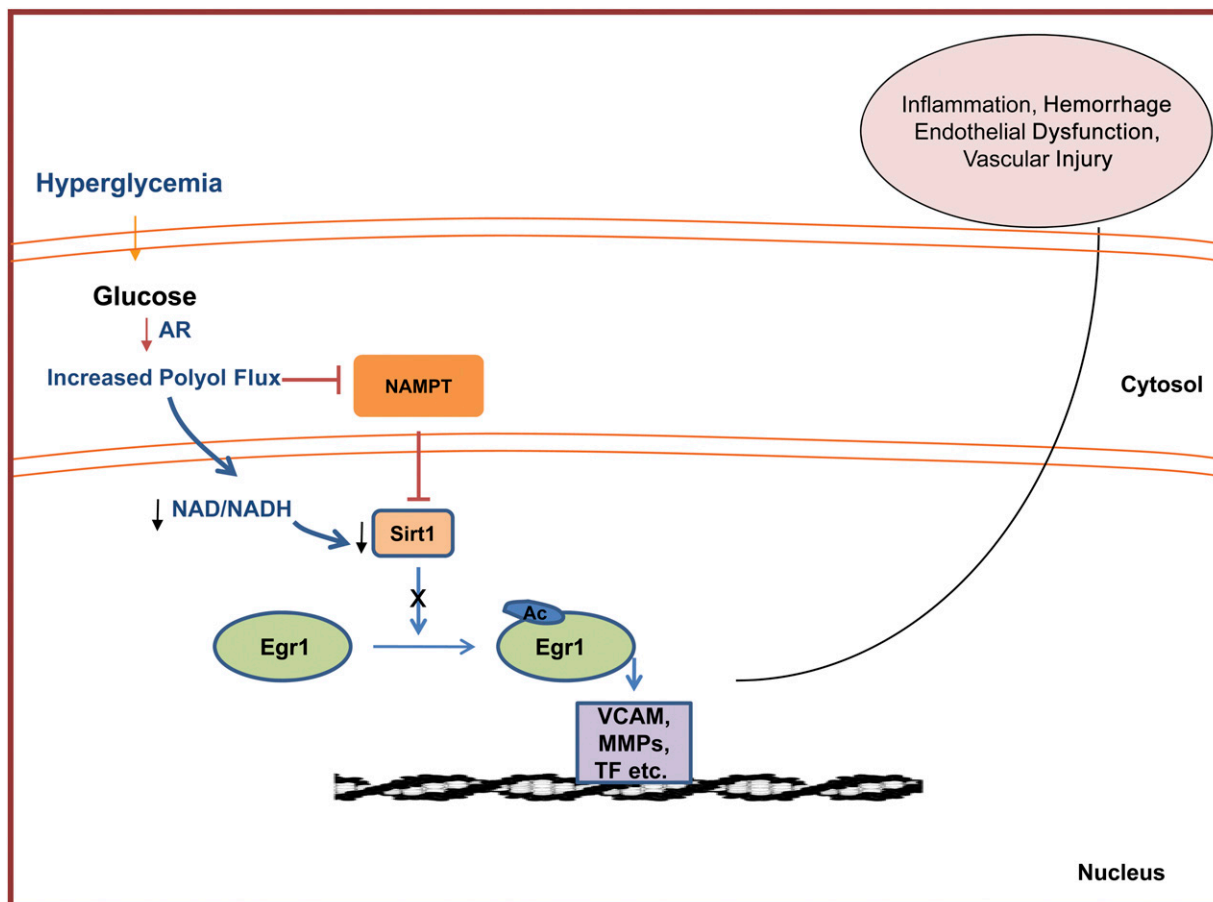 Inflammation, Hemorrhage
Endothelial Dysfunction,
Vascular Injury
Hyperglycemia
Glucose
AR
Increased Polyol Flux
NAMPT
Cytosol
NAD/NADH
Sirt1
X
Ac
Egr1
Egr1
VCAM,
MMPs,
TF etc.
Nucleus